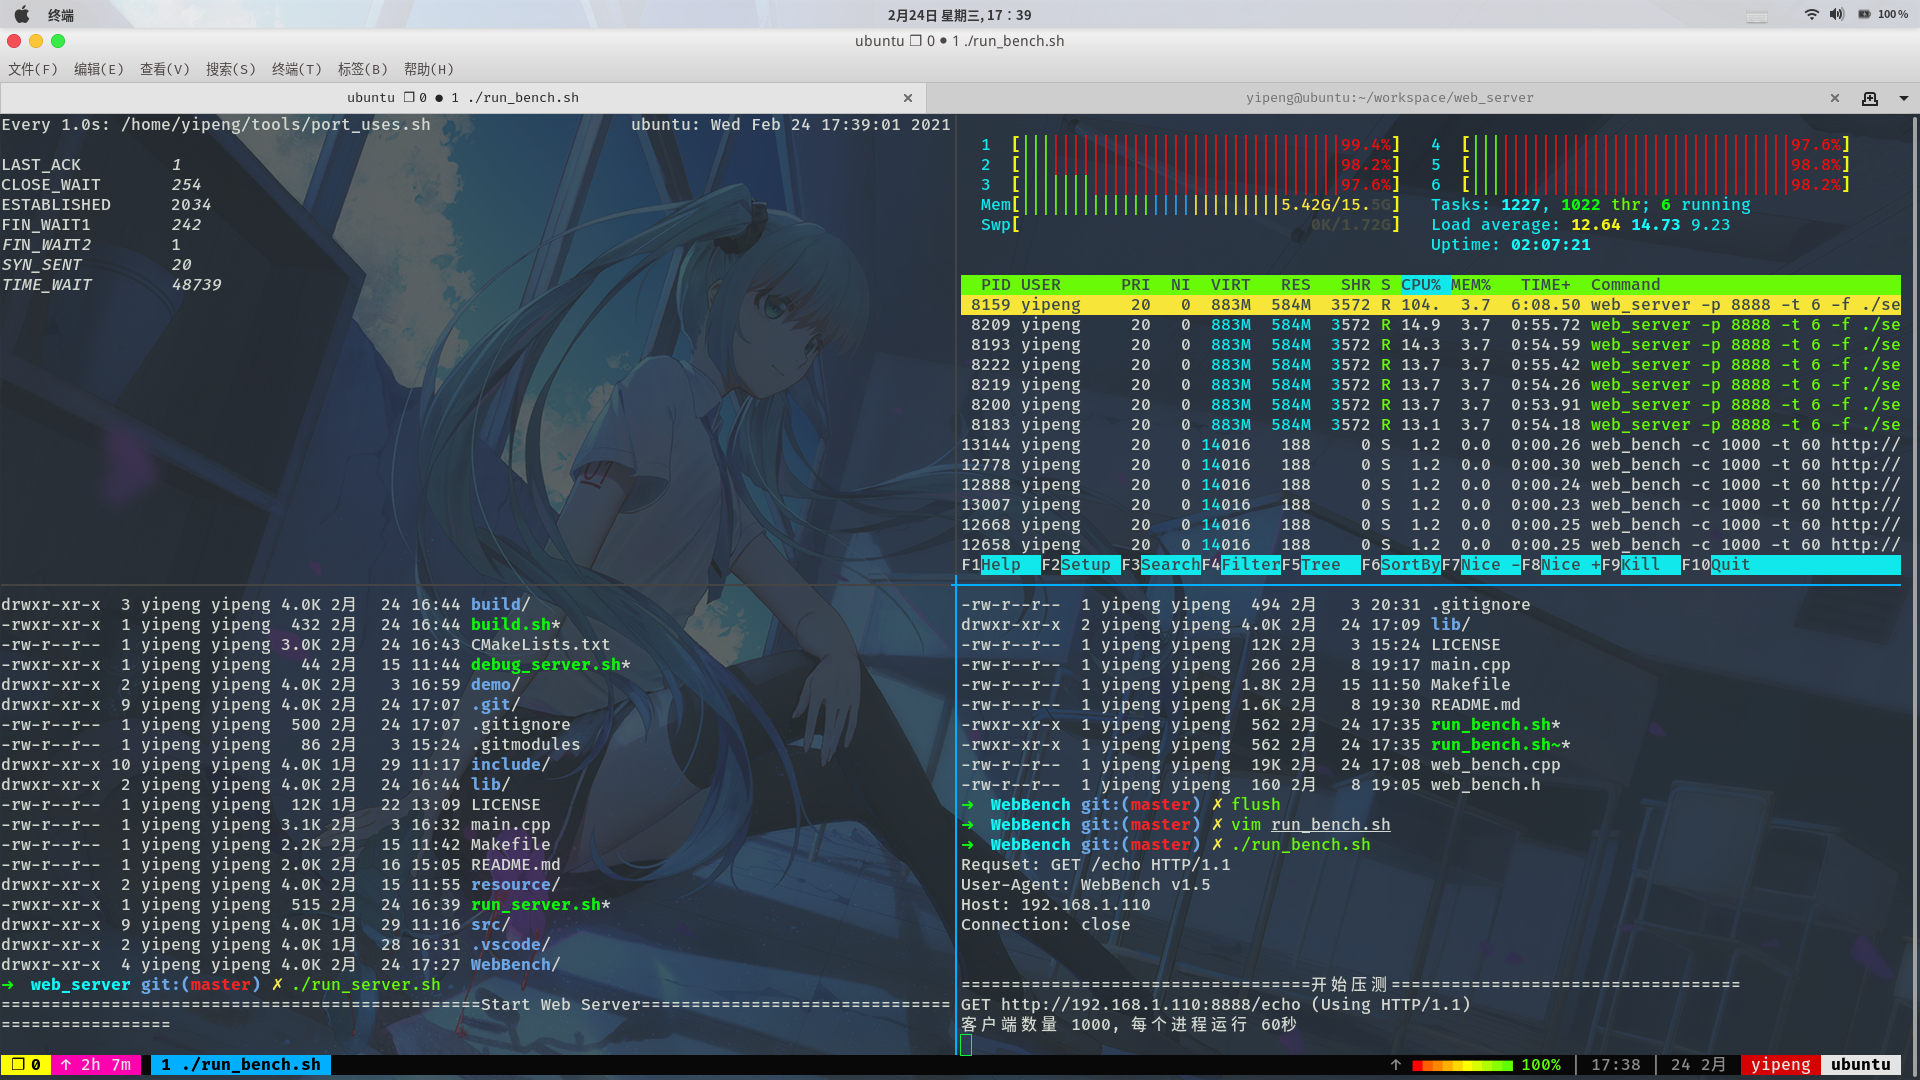 终端
2月24日 星期三, 17：39
100%
ubuntu ❐ 0 ● 1 ./run_bench.sh
文件(F) 编辑(E) 查看(V) 搜索(S) 终端(T) 标签(B) 帮助(H)
ubuntu ❐ 0 ● 1 ./run_bench.sh ×
yipeng@ubuntu:~/workspace/web_server ×
Every 1.0s: /home/yipeng/tools/port_uses.sh ubuntu: Wed Feb 24 17:39:01 2021
LAST_ACK 1
CLOSE_WAIT 254
ESTABLISHED 2034
FIN_WAIT1 242
FIN_WAIT2 1
SYN_SENT 20
TIME_WAIT 48739
1 [99.4%] 4 [97.6%]
2 [98.2%] 5 [98.8%]
3 [97.6%] 6 [98.2%]
Mem[5.42G/15.5G] Tasks: 1227, 1022 thr; 6 running
Swp[0K/1.72G] Load average: 12.64 14.73 9.23
Uptime: 02:07:21
PID USER PRI NI VIRT RES SHR S CPU% MEM% TIME+ Command
8159 yipeng 20 0 883M 584M 3572 R 104. 3.7 6:08.50 web_server -p 8888 -t 6 -f ./se
8209 yipeng 20 0 883M 584M 3572 R 14.9 3.7 0:55.72 web_server -p 8888 -t 6 -f ./se
8193 yipeng 20 0 883M 584M 3572 R 14.3 3.7 0:54.59 web_server -p 8888 -t 6 -f ./se
8222 yipeng 20 0 883M 584M 3572 R 13.7 3.7 0:55.42 web_server -p 8888 -t 6 -f ./se
8219 yipeng 20 0 883M 584M 3572 R 13.7 3.7 0:54.26 web_server -p 8888 -t 6 -f ./se
8200 yipeng 20 0 883M 584M 3572 R 13.7 3.7 0:53.91 web_server -p 8888 -t 6 -f ./se
8183 yipeng 20 0 883M 584M 3572 R 13.1 3.7 0:54.18 web_server -p 8888 -t 6 -f ./se
13144 yipeng 20 0 14016 188 0 S 1.2 0.0 0:00.26 web_bench -c 1000 -t 60 http://
12778 yipeng 20 0 14016 188 0 S 1.2 0.0 0:00.30 web_bench -c 1000 -t 60 http://
12888 yipeng 20 0 14016 188 0 S 1.2 0.0 0:00.24 web_bench -c 1000 -t 60 http://
13007 yipeng 20 0 14016 188 0 S 1.2 0.0 0:00.23 web_bench -c 1000 -t 60 http://
12668 yipeng 20 0 14016 188 0 S 1.2 0.0 0:00.25 web_bench -c 1000 -t 60 http://
12658 yipeng 20 0 14016 188 0 S 1.2 0.0 0:00.25 web_bench -c 1000 -t 60 http://
F1Help F2Setup F3SearchF4FilterF5Tree F6SortByF7Nice -F8Nice +F9Kill F10Quit
drwxr-xr-x 3 yipeng yipeng 4.0K 2月 24 16:44 build/
-rwxr-xr-x 1 yipeng yipeng 432 2月 24 16:44 build.sh*
-rw-r--r-- 1 yipeng yipeng 3.0K 2月 24 16:43 CMakeLists.txt
-rwxr-xr-x 1 yipeng yipeng 44 2月 15 11:44 debug_server.sh*
drwxr-xr-x 2 yipeng yipeng 4.0K 2月 3 16:59 demo/
drwxr-xr-x 9 yipeng yipeng 4.0K 2月 24 17:07 .git/
-rw-r--r-- 1 yipeng yipeng 500 2月 24 17:07 .gitignore
-rw-r--r-- 1 yipeng yipeng 86 2月 3 15:24 .gitmodules
drwxr-xr-x 10 yipeng yipeng 4.0K 1月 29 11:17 include/
drwxr-xr-x 2 yipeng yipeng 4.0K 2月 24 16:44 lib/
-rw-r--r-- 1 yipeng yipeng 12K 1月 22 13:09 LICENSE
-rw-r--r-- 1 yipeng yipeng 3.1K 2月 3 16:32 main.cpp
-rw-r--r-- 1 yipeng yipeng 2.2K 2月 15 11:42 Makefile
-rw-r--r-- 1 yipeng yipeng 2.0K 2月 16 15:05 README.md
drwxr-xr-x 2 yipeng yipeng 4.0K 2月 15 11:55 resource/
-rwxr-xr-x 1 yipeng yipeng 515 2月 24 16:39 run_server.sh*
drwxr-xr-x 9 yipeng yipeng 4.0K 1月 29 11:16 src/
drwxr-xr-x 2 yipeng yipeng 4.0K 1月 28 16:31 .vscode/
drwxr-xr-x 4 yipeng yipeng 4.0K 2月 24 17:27 WebBench/
➜ web_server git:(master) ✗ ./run_server.sh
================================================Start Web Server===============================
=================
-rw-r--r-- 1 yipeng yipeng 494 2月 3 20:31 .gitignore
drwxr-xr-x 2 yipeng yipeng 4.0K 2月 24 17:09 lib/
-rw-r--r-- 1 yipeng yipeng 12K 2月 3 15:24 LICENSE
-rw-r--r-- 1 yipeng yipeng 266 2月 8 19:17 main.cpp
-rw-r--r-- 1 yipeng yipeng 1.8K 2月 15 11:50 Makefile
-rw-r--r-- 1 yipeng yipeng 1.6K 2月 8 19:30 README.md
-rwxr-xr-x 1 yipeng yipeng 562 2月 24 17:35 run_bench.sh*
-rwxr-xr-x 1 yipeng yipeng 562 2月 24 17:35 run_bench.sh~*
-rw-r--r-- 1 yipeng yipeng 19K 2月 24 17:08 web_bench.cpp
-rw-r--r-- 1 yipeng yipeng 160 2月 8 19:05 web_bench.h
➜ WebBench git:(master) ✗ flush
➜ WebBench git:(master) ✗ vim run_bench.sh
➜ WebBench git:(master) ✗ ./run_bench.sh
Requset: GET /echo HTTP/1.1
User-Agent: WebBench v1.5
Host: 192.168.1.110
Connection: close
===================================开始压测===================================
GET http://192.168.1.110:8888/echo (Using HTTP/1.1)
客户端数量 1000, 每个进程运行 60秒
❐ 0 ↑ 2h 7m 1 ./run_bench.sh ↑ 100% | 17:38 | 24 2月 yipeng ubuntu